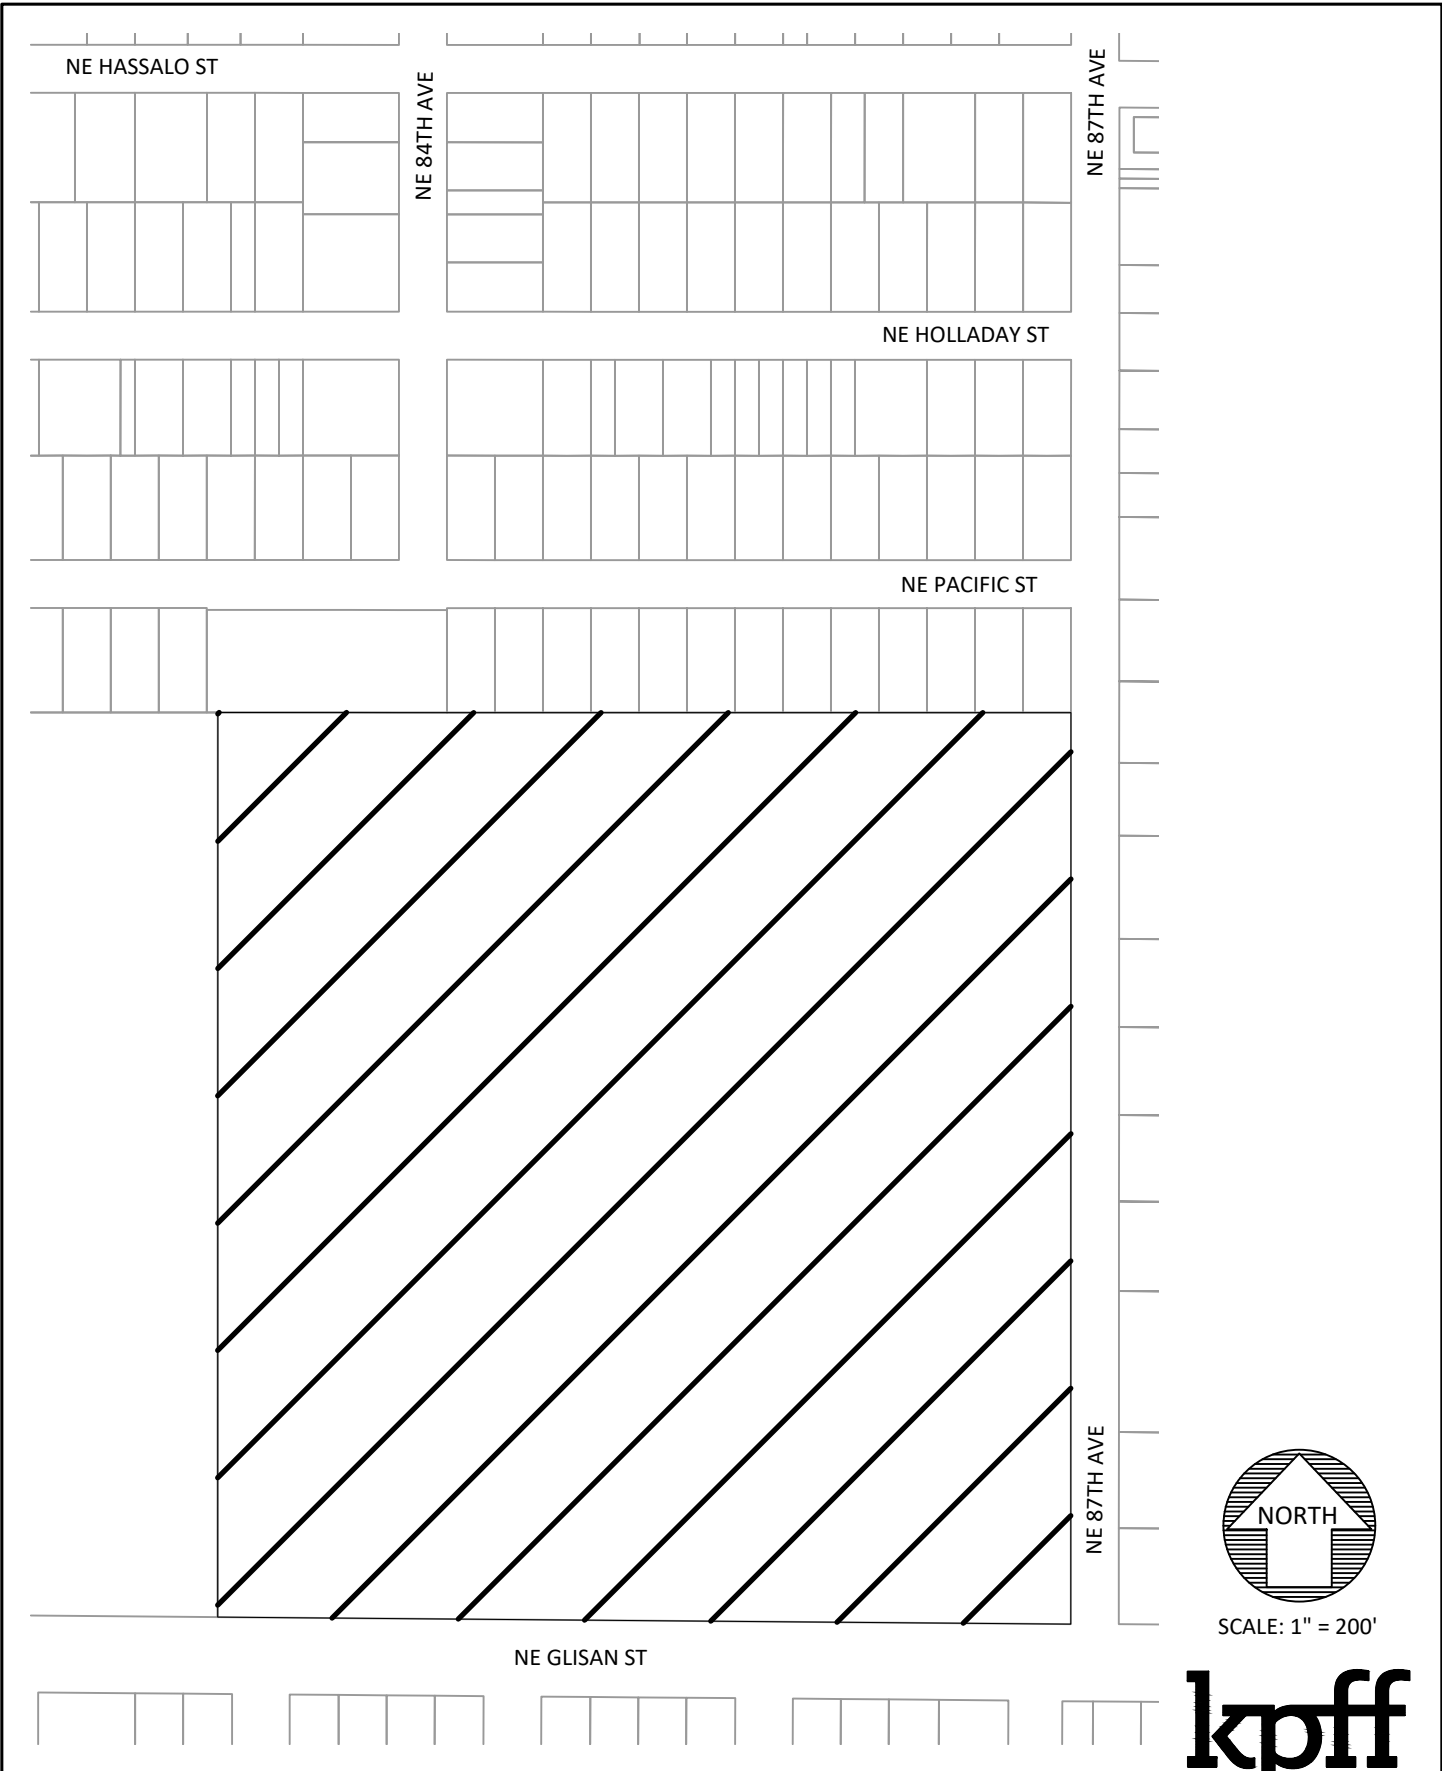 NE HASSALO ST
NE 84TH AVE
NE 87TH AVE
NE HOLLADAY ST
NE PACIFIC ST
NE 87TH AVE
NORTH
SCALE: 1" = 200'
NE GLISAN ST
kpff